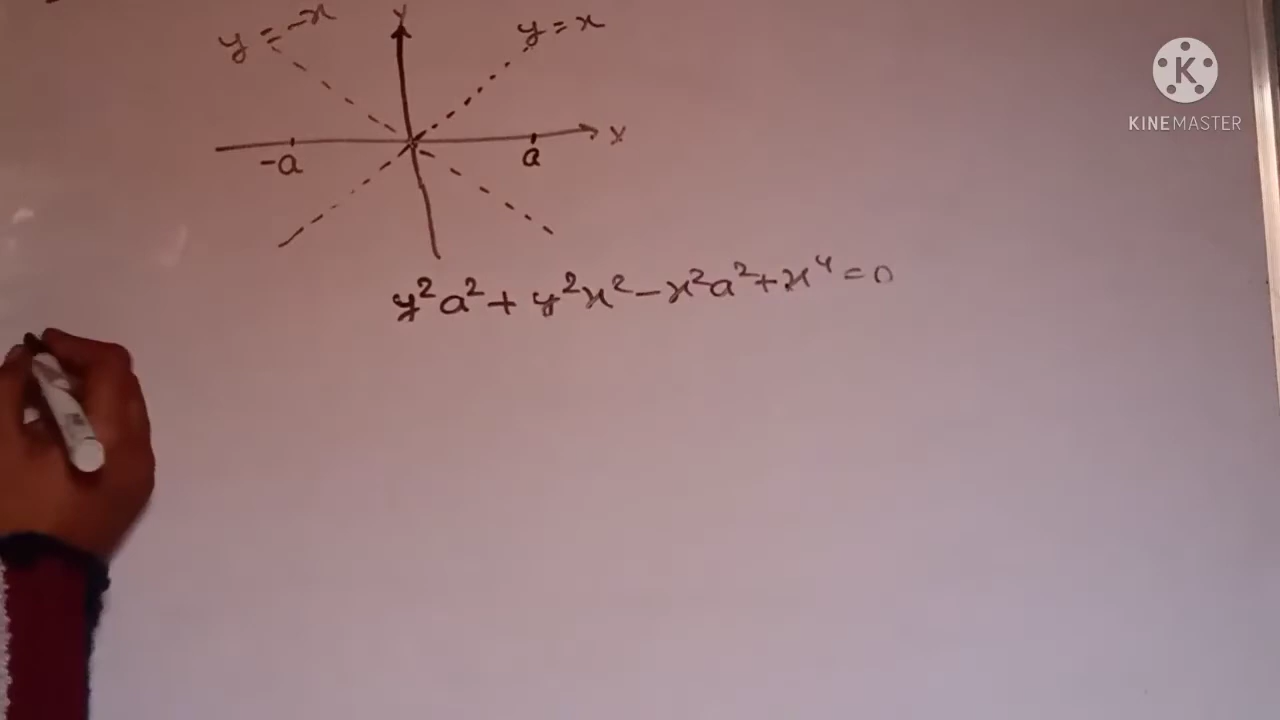 y = -x
y
y = x
-a
a
x
y²a² + y²x² - x²a² + x⁴ = 0
K
KINEMASTER